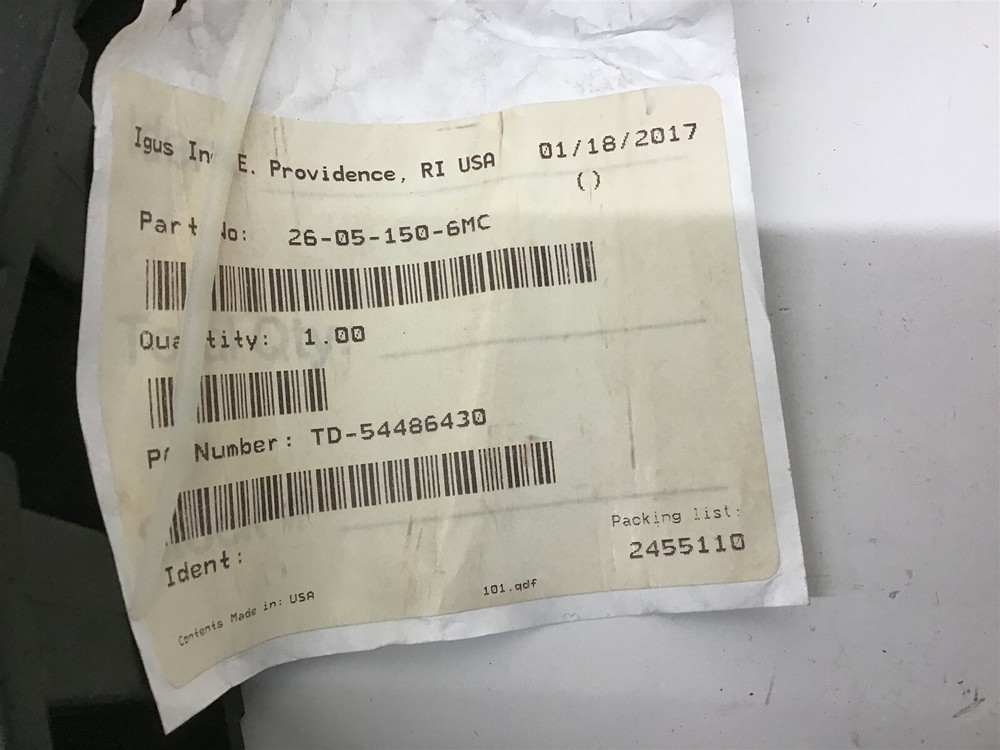 Igus In E. Providence, RI USA 01/18/2017
()
Part No: 26-05-150-6MC
Quantity: 1.00
Number: TD-54486430
Packing list:
2455110
Ident:
Contents Made in: USA
101.qdf